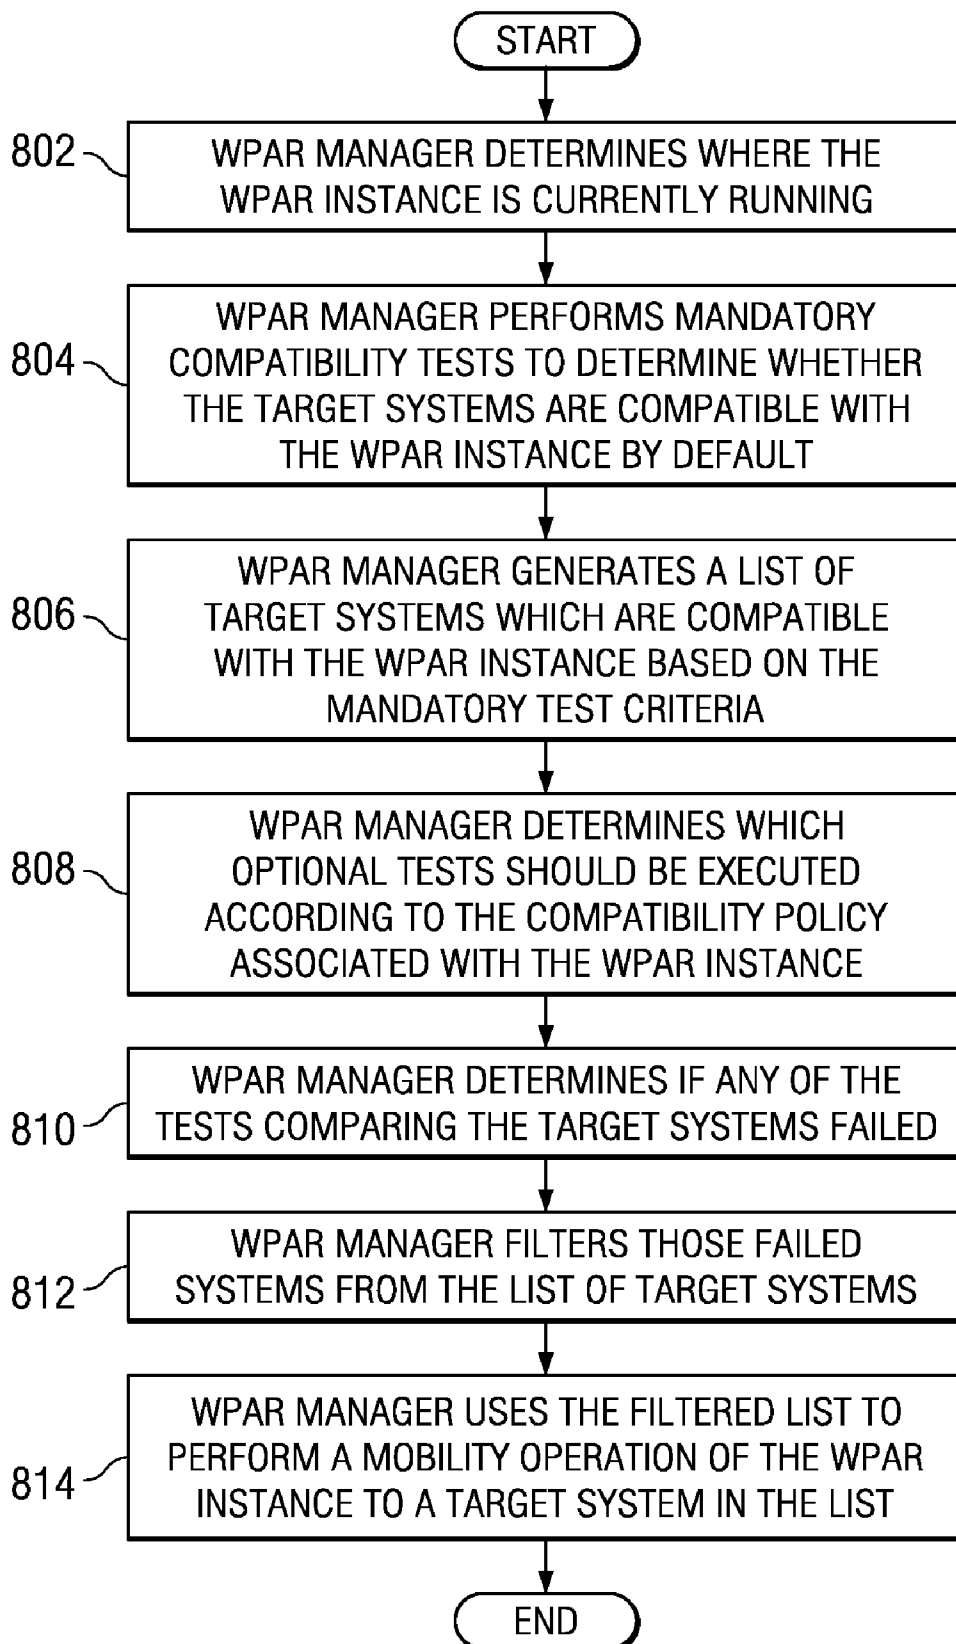 START
802
WPAR MANAGER DETERMINES WHERE THE
WPAR INSTANCE IS CURRENTLY RUNNING
804
WPAR MANAGER PERFORMS MANDATORY
COMPATIBILITY TESTS TO DETERMINE WHETHER
THE TARGET SYSTEMS ARE COMPATIBLE WITH
THE WPAR INSTANCE BY DEFAULT
806
WPAR MANAGER GENERATES A LIST OF
TARGET SYSTEMS WHICH ARE COMPATIBLE
WITH THE WPAR INSTANCE BASED ON THE
MANDATORY TEST CRITERIA
808
WPAR MANAGER DETERMINES WHICH
OPTIONAL TESTS SHOULD BE EXECUTED
ACCORDING TO THE COMPATIBILITY POLICY
ASSOCIATED WITH THE WPAR INSTANCE
810
WPAR MANAGER DETERMINES IF ANY OF THE
TESTS COMPARING THE TARGET SYSTEMS FAILED
812
WPAR MANAGER FILTERS THOSE FAILED
SYSTEMS FROM THE LIST OF TARGET SYSTEMS
814
WPAR MANAGER USES THE FILTERED LIST TO
PERFORM A MOBILITY OPERATION OF THE WPAR
INSTANCE TO A TARGET SYSTEM IN THE LIST
END